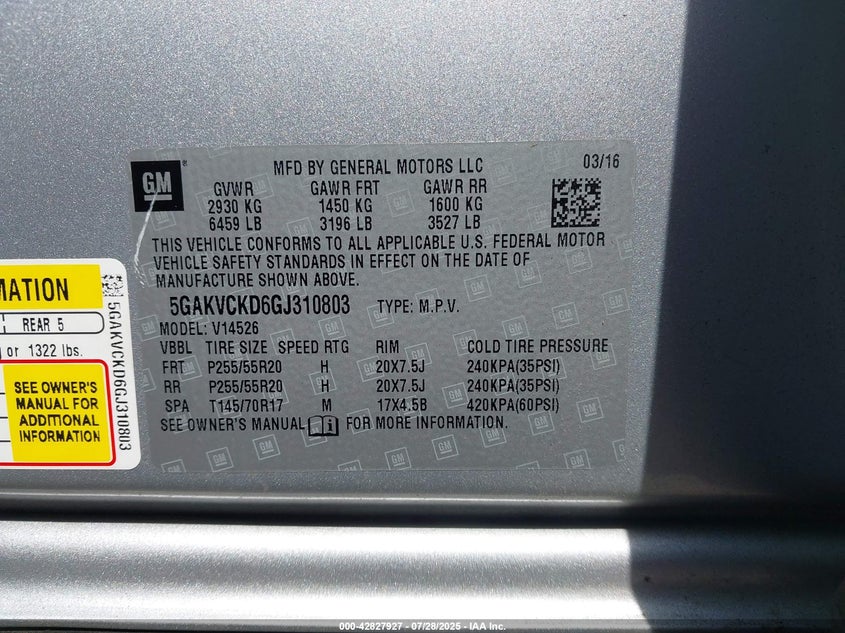 GM
MFD BY GENERAL MOTORS LLC
03/16
GVWR GAWR FRT GAWR RR
2930 KG 1450 KG 1600 KG
6459 LB 3196 LB 3527 LB
THIS VEHICLE CONFORMS TO ALL APPLICABLE U.S. FEDERAL MOTOR
VEHICLE SAFETY STANDARDS IN EFFECT ON THE DATE OF
MANUFACTURE SHOWN ABOVE.
5GAKVCKD6GJ310803 TYPE: M.P.V.
MODEL: V14526
VBBL TIRE SIZE SPEED RTG RIM COLD TIRE PRESSURE
FRT P255/55R20 H 20X7.5J 240KPA(35PSI)
RR P255/55R20 H 20X7.5J 240KPA(35PSI)
SPA T145/70R17 M 17X4.5B 420KPA(60PSI)
SEE OWNER'S MANUAL FOR MORE INFORMATION.
MATION
REAR 5
or 1322 lbs.
SEE OWNER'S
MANUAL FOR
ADDITIONAL
INFORMATION
5GAKVCKD6GJ310803
000-42827927 - 07/28/2025 - IAA Inc.